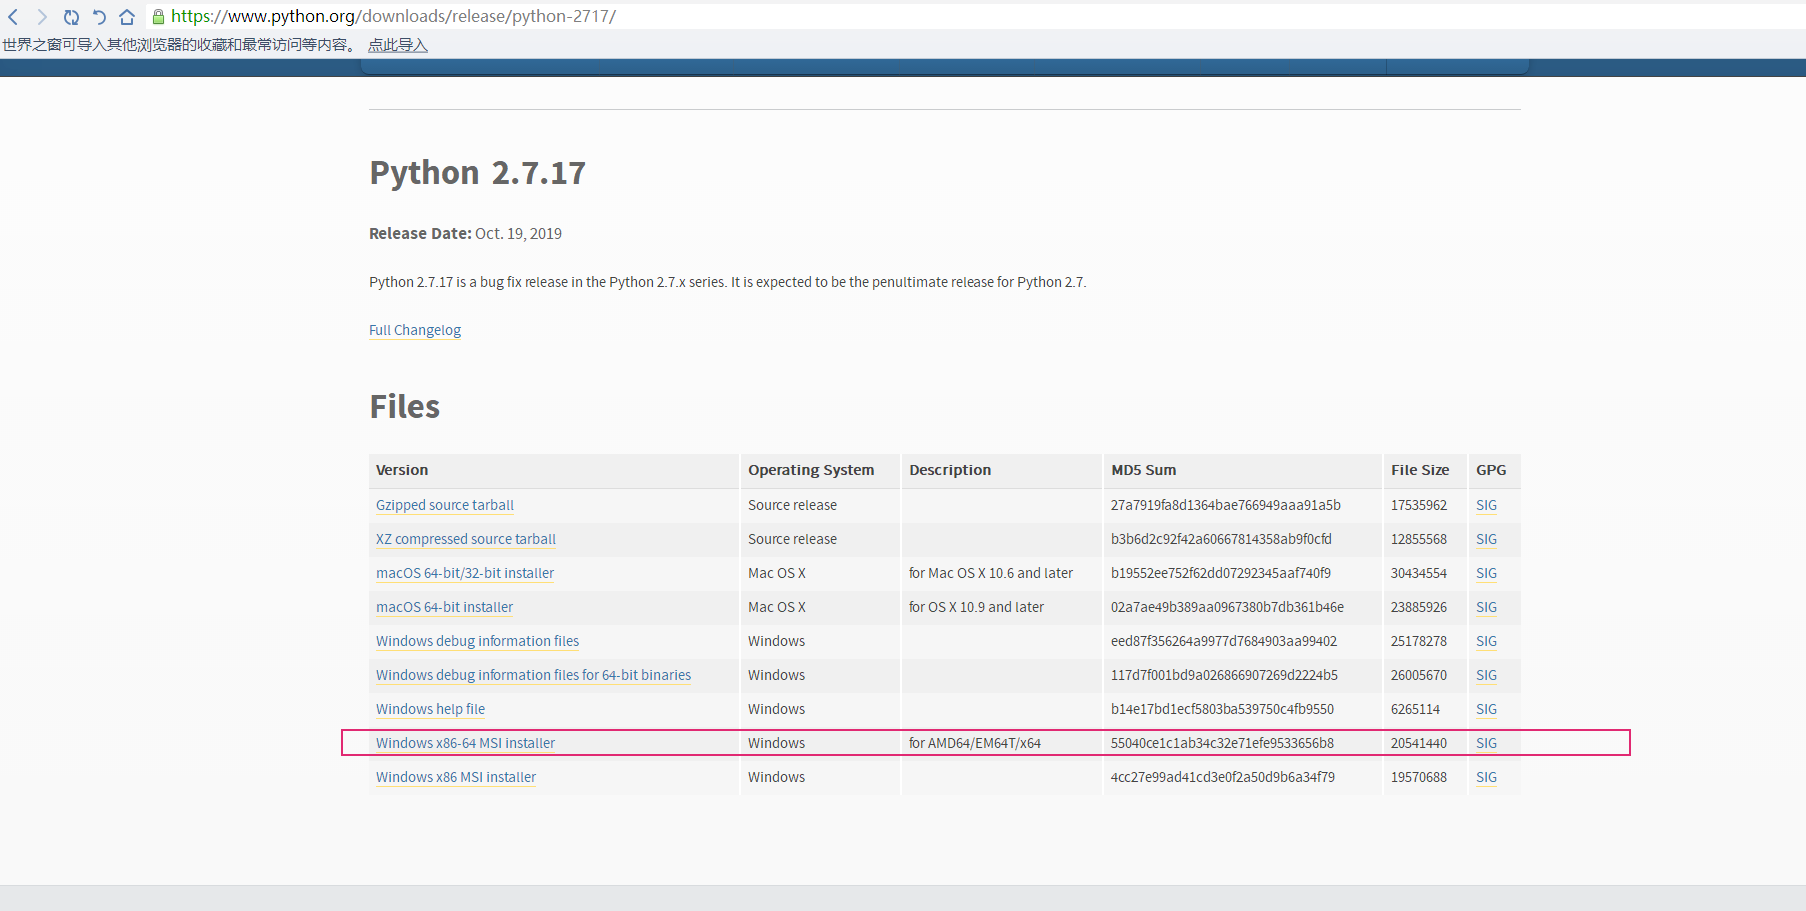 https://www.python.org/downloads/release/python-2717/
世界之窗可导入其他浏览器的收藏和最常访问等内容。 点此导入
Python 2.7.17
Release Date: Oct. 19, 2019
Python 2.7.17 is a bug fix release in the Python 2.7.x series. It is expected to be the penultimate release for Python 2.7.
Full Changelog
Files
Version Operating System Description MD5 Sum File Size GPG
Gzipped source tarball Source release 27a7919fa8d1364bae766949aaa91a5b 17535962 SIG
XZ compressed source tarball Source release b3b6d2c92f42a60667814358ab9f0cfd 12855568 SIG
macOS 64-bit/32-bit installer Mac OS X for Mac OS X 10.6 and later b19552ee752f62dd07292345aaf740f9 30434554 SIG
macOS 64-bit installer Mac OS X for OS X 10.9 and later 02a7ae49b389aa0967380b7db361b46e 23885926 SIG
Windows debug information files Windows eed87f356264a9977d7684903aa99402 25178278 SIG
Windows debug information files for 64-bit binaries Windows 117d7f001bd9a026866907269d2224b5 26005670 SIG
Windows help file Windows b14e17bd1ecf5803ba539750c4fb9550 6265114 SIG
Windows x86-64 MSI installer Windows for AMD64/EM64T/x64 55040ce1c1ab34c32e71efe9533656b8 20541440 SIG
Windows x86 MSI installer Windows 4cc27e99ad41cd3e0f2a50d9b6a34f79 19570688 SIG